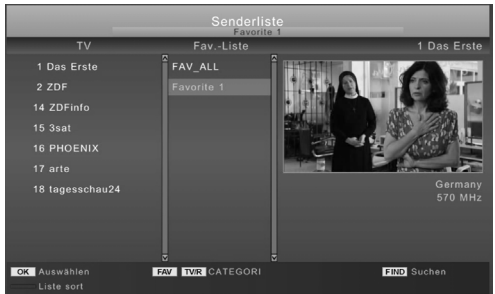 Senderliste
Favorite 1
TV
Fav.-Liste
1 Das Erste
1 Das Erste
2 ZDF
14 ZDFinfo
15 3sat
16 PHOENIX
17 arte
18 tagesschau24
FAV_ALL
Favorite 1
Germany
570 MHz
OK Auswählen
FAV TV/R CATEGORI
FIND Suchen
Liste sort